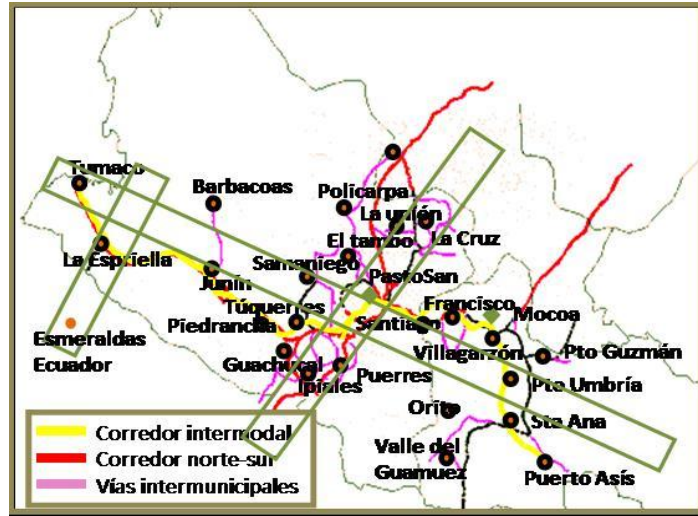 Tumaco
Barbacoas
Policarpa
La unión
La Cruz
El tambo
La Espriella
Junín
Samaniego
PastoSan
Túquerres
Francisco
Mocoa
Piedrancha
Santiago
Esmeraldas
Ecuador
Villagarzón
Pto Guzmán
Guachucal
Puerres
Ipiales
Pto Umbría
Orito
Sta Ana
Valle del
Guamuez
Puerto Asís
Corredor intermodal
Corredor norte-sur
Vías intermunicipales